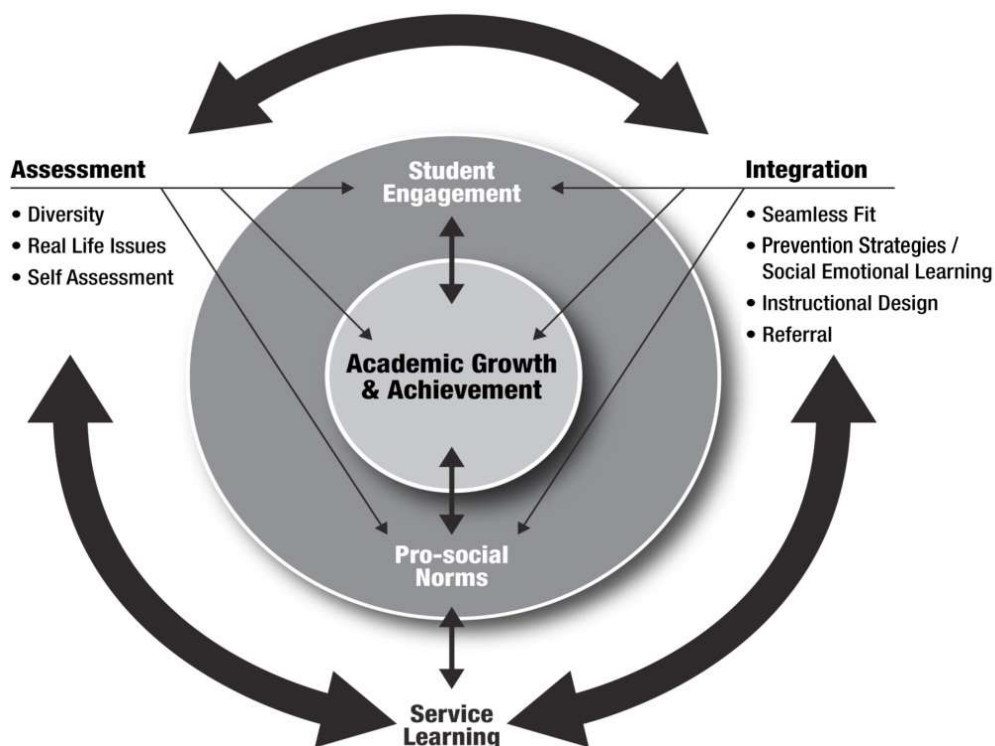 Assessment
• Diversity
• Real Life Issues
• Self Assessment
Student
Engagement
Integration
• Seamless Fit
• Prevention Strategies /
Social Emotional Learning
• Instructional Design
• Referral
Academic Growth
& Achievement
Pro-social
Norms
Service
Learning